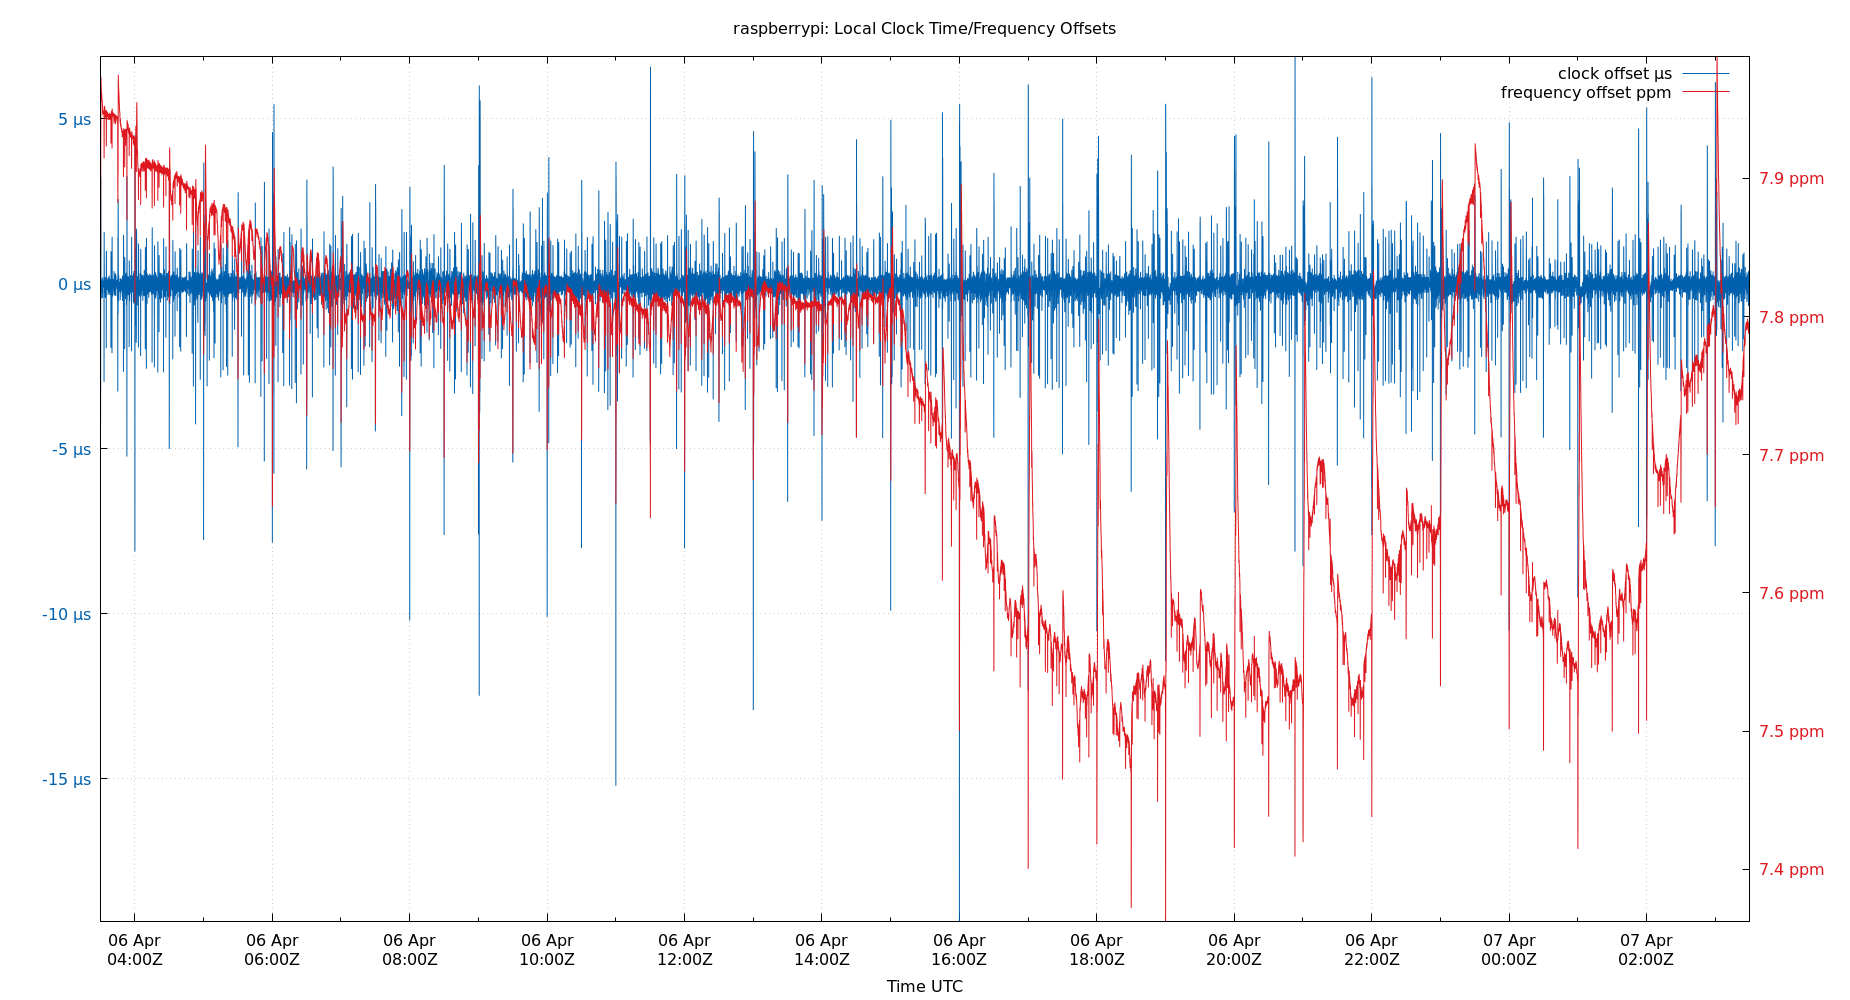 raspberrypi: Local Clock Time/Frequency Offsets
clock offset µs
frequency offset ppm
5 µs
0 µs
-5 µs
-10 µs
-15 µs
7.9 ppm
7.8 ppm
7.7 ppm
7.6 ppm
7.5 ppm
7.4 ppm
06 Apr 06 Apr 06 Apr 06 Apr 06 Apr 06 Apr 06 Apr 06 Apr 06 Apr 06 Apr 07 Apr 07 Apr
04:00Z 06:00Z 08:00Z 10:00Z 12:00Z 14:00Z 16:00Z 18:00Z 20:00Z 22:00Z 00:00Z 02:00Z
Time UTC